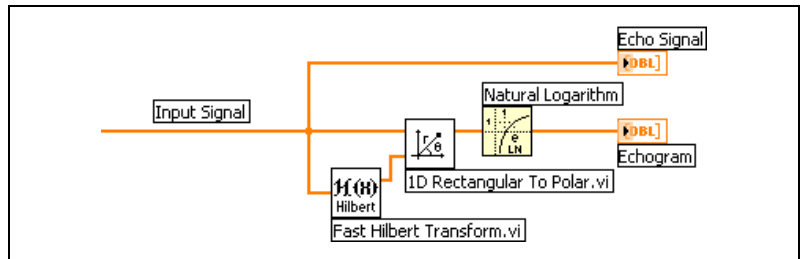 Echo Signal
DBL]
Natural Logarithm
Input Signal
1 1
e
LN
DBL]
r
θ
Echogram
1D Rectangular To Polar.vi
H(H)
Hilbert
Fast Hilbert Transform.vi